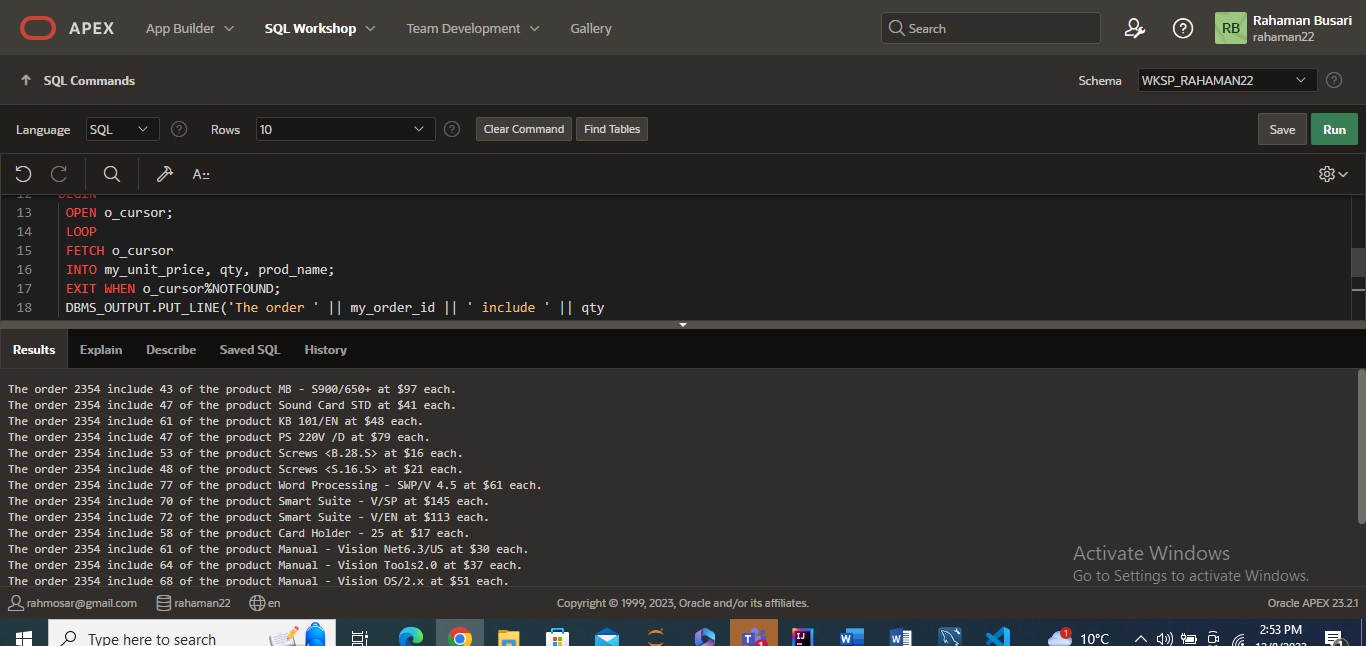 APEX App Builder SQL Workshop Team Development Gallery Search RB Rahaman Busari
rahaman22
SQL Commands Schema WKSP_RAHAMAN22
Language SQL Rows 10 Clear Command Find Tables Save Run
A::
12 BEGIN
13 OPEN o_cursor;
14 LOOP
15 FETCH o_cursor
16 INTO my_unit_price, qty, prod_name;
17 EXIT WHEN o_cursor%NOTFOUND;
18 DBMS_OUTPUT.PUT_LINE('The order ' || my_order_id || ' include ' || qty
Results Explain Describe Saved SQL History
The order 2354 include 43 of the product MB - S900/650+ at $97 each.
The order 2354 include 47 of the product Sound Card STD at $41 each.
The order 2354 include 61 of the product KB 101/EN at $48 each.
The order 2354 include 47 of the product PS 220V /D at $79 each.
The order 2354 include 53 of the product Screws <B.28.S> at $16 each.
The order 2354 include 48 of the product Screws <S.16.S> at $21 each.
The order 2354 include 77 of the product Word Processing - SWP/V 4.5 at $61 each.
The order 2354 include 70 of the product Smart Suite - V/SP at $145 each.
The order 2354 include 72 of the product Smart Suite - V/EN at $113 each.
The order 2354 include 58 of the product Card Holder - 25 at $17 each.
The order 2354 include 61 of the product Manual - Vision Net6.3/US at $30 each.
The order 2354 include 64 of the product Manual - Vision Tools2.0 at $37 each.
The order 2354 include 68 of the product Manual - Vision OS/2.x at $51 each.
Activate Windows
Go to Settings to activate Windows.
rahmosar@gmail.com rahaman22 en Copyright © 1999, 2023, Oracle and/or its affiliates. Oracle APEX 23.2.1
Type here to search 10°C 2:53 PM